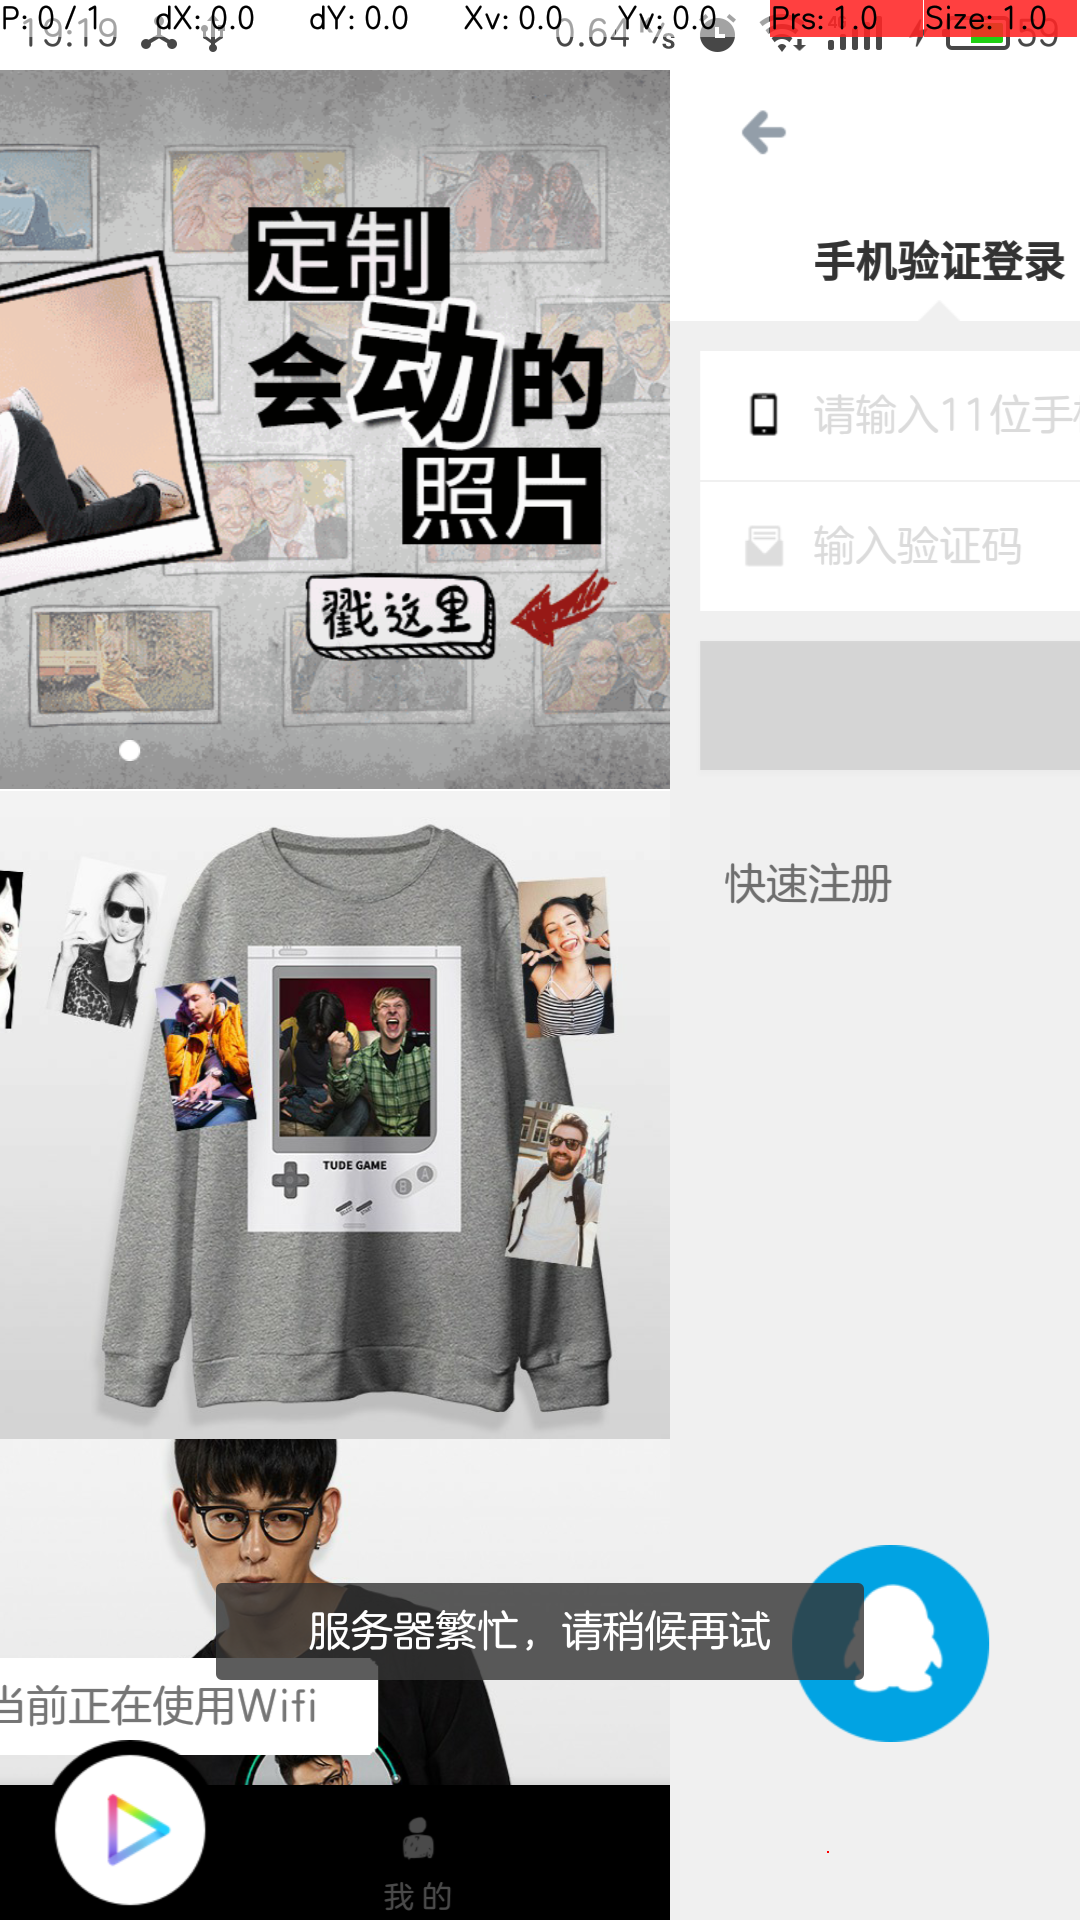 P: 0 / 1 dX: 0.0 dY: 0.0 Xv: 0.0 Yv: 0.0 Prs: 1.0 Size: 1.0
19:19 0.64 K/s 4G 59
定制
会动的
照片
戳这里
手机验证登录
请输入11位手
输入验证码
快速注册
TUDE GAME
B A
服务器繁忙，请稍候再试
当前正在使用Wifi
我的